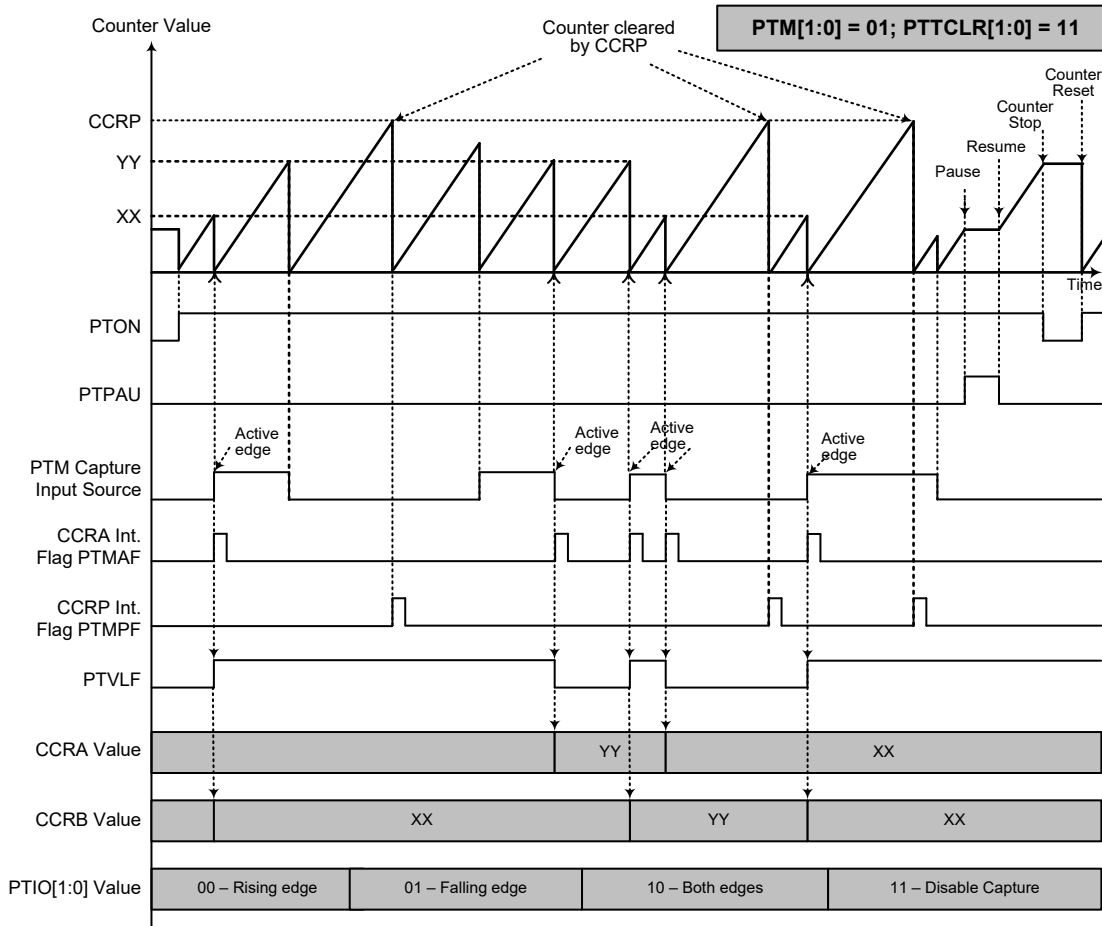 Counter Value
Counter cleared
by CCRP
PTM[1:0] = 01; PTTCLR[1:0] = 11
Counter
Reset
Counter
Stop
Resume
Pause
CCRP
YY
XX
Time
PTON
PTPAU
Active
edge
Active
edge
Active
edge
Active
edge
PTM Capture
Input Source
CCRA Int.
Flag PTMAF
CCRP Int.
Flag PTMPF
PTVLF
CCRA Value
YY
XX
CCRB Value
XX
YY
XX
PTIO[1:0] Value
00 – Rising edge
01 – Falling edge
10 – Both edges
11 – Disable Capture